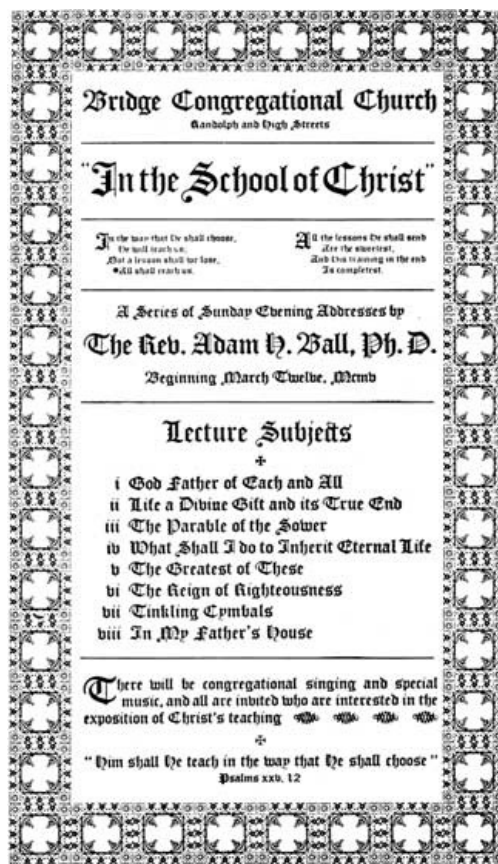 Bridge Congregational Church
Randolph and High Streets
"In the School of Christ"
In the way that He shall choose,
He will teach us;
Not a lesson shall we lose,
All shall reach us.
All the lessons He shall send
Are the sweetest,
And His training in the end
Is completest.
A Series of Sunday Evening Addresses by
The Rev. Adam H. Ball, Ph. D.
Beginning March Twelve, Mcmv
Lecture Subjects
i God Father of Each and All
ii Life a Divine Gift and its True End
iii The Parable of the Sower
iv What Shall I do to Inherit Eternal Life
v The Greatest of These
vi The Reign of Righteousness
vii Tinkling Cymbals
viii In My Father's House
There will be congregational singing and special
music, and all are invited who are interested in the
exposition of Christ's teaching
"Him shall He teach in the way that He shall choose"
Psalms xxv, 12